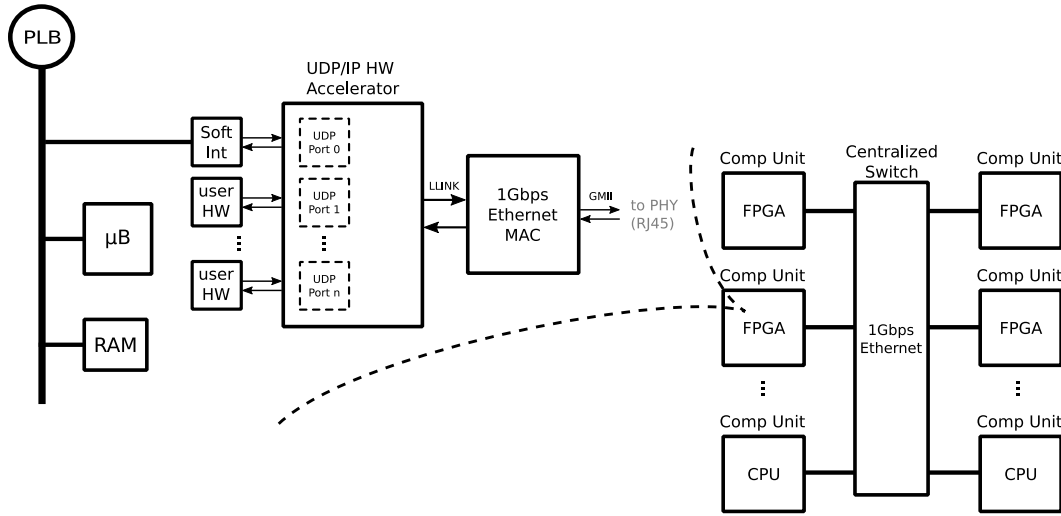 PLB
UDP/IP HW
Accelerator
Soft
Int
UDP
Port 0
user
HW
UDP
Port 1
LLINK
1Gbps
Ethernet
MAC
GMII
to PHY
(RJ45)
µB
user
HW
UDP
Port n
RAM
Comp Unit
FPGA
Centralized
Switch
Comp Unit
FPGA
Comp Unit
FPGA
1Gbps
Ethernet
Comp Unit
FPGA
Comp Unit
CPU
Comp Unit
CPU